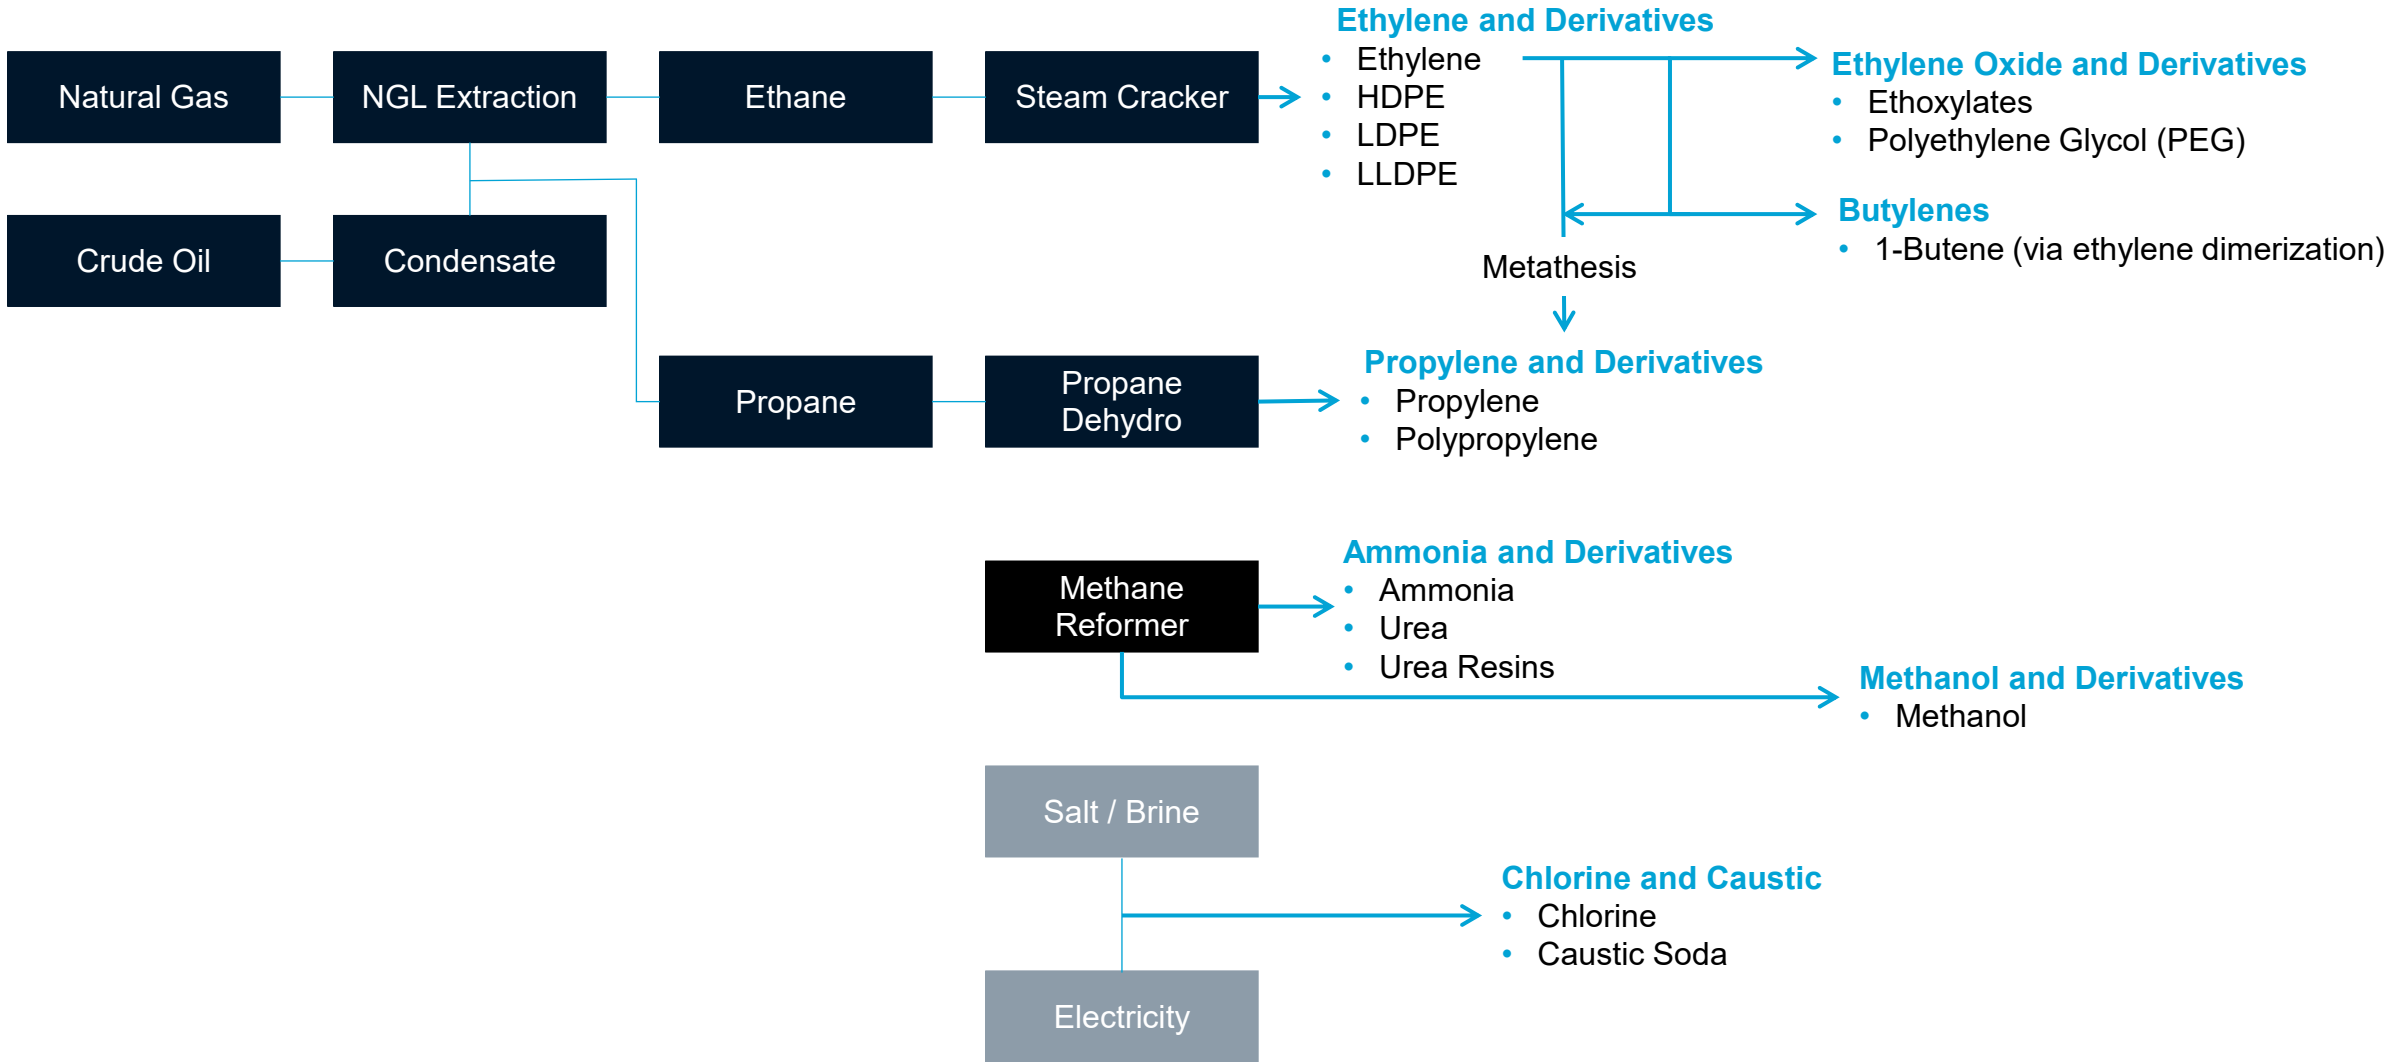 Ethylene and Derivatives
Natural Gas
NGL Extraction
Ethane
Steam Cracker
• Ethylene
• HDPE
• LDPE
• LLDPE
Ethylene Oxide and Derivatives
• Ethoxylates
• Polyethylene Glycol (PEG)
Butylenes
• 1-Butene (via ethylene dimerization)
Crude Oil
Condensate
Metathesis
Propane
Propane
Dehydro
Propylene and Derivatives
• Propylene
• Polypropylene
Methane
Reformer
Ammonia and Derivatives
• Ammonia
• Urea
• Urea Resins
Methanol and Derivatives
• Methanol
Salt / Brine
Chlorine and Caustic
• Chlorine
• Caustic Soda
Electricity